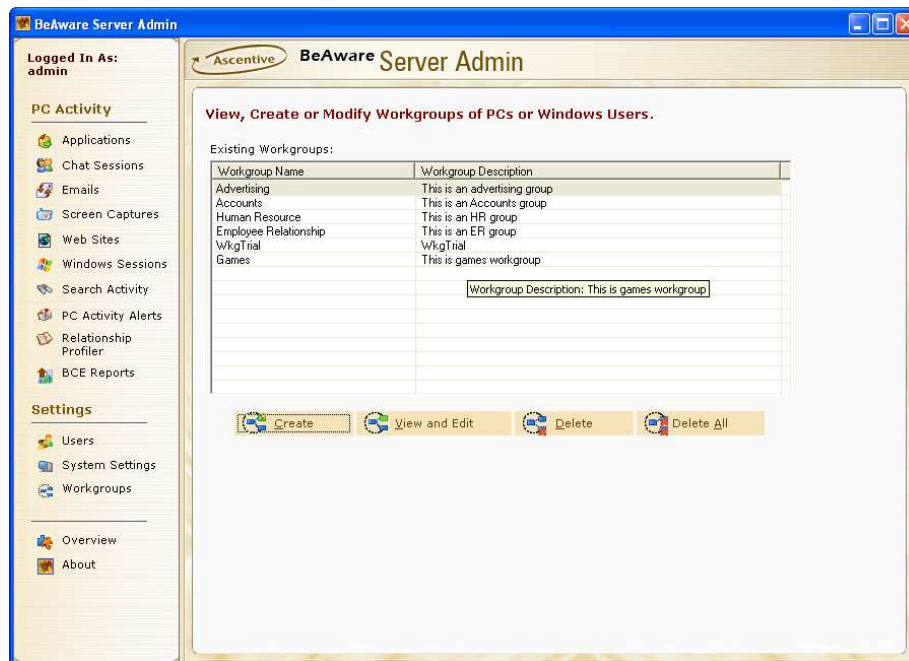 BeAware Server Admin
Logged In As:
admin
PC Activity
Applications
Chat Sessions
Emails
Screen Captures
Web Sites
Windows Sessions
Search Activity
PC Activity Alerts
Relationship
Profiler
BCE Reports
Settings
Users
System Settings
Workgroups
Overview
About
Ascentive BeAware Server Admin
View, Create or Modify Workgroups of PCs or Windows Users.
Existing Workgroups:
Workgroup Name Workgroup Description
Advertising This is an advertising group
Accounts This is an Accounts group
Human Resource This is an HR group
Employee Relationship This is an ER group
WkgTrial WkgTrial
Games This is games workgroup
Workgroup Description: This is games workgroup
Create View and Edit Delete Delete All